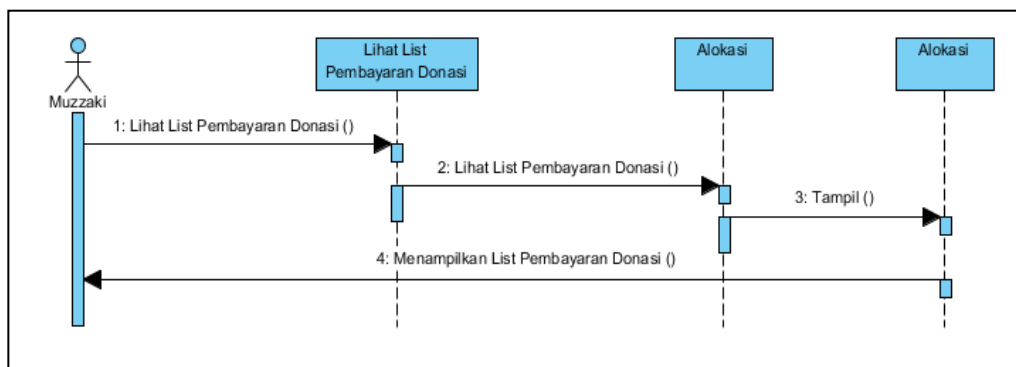 Lihat List
Pembayaran Donasi
Alokasi
Alokasi
Muzzaki
1: Lihat List Pembayaran Donasi ()
2: Lihat List Pembayaran Donasi ()
3: Tampil ()
4: Menampilkan List Pembayaran Donasi ()